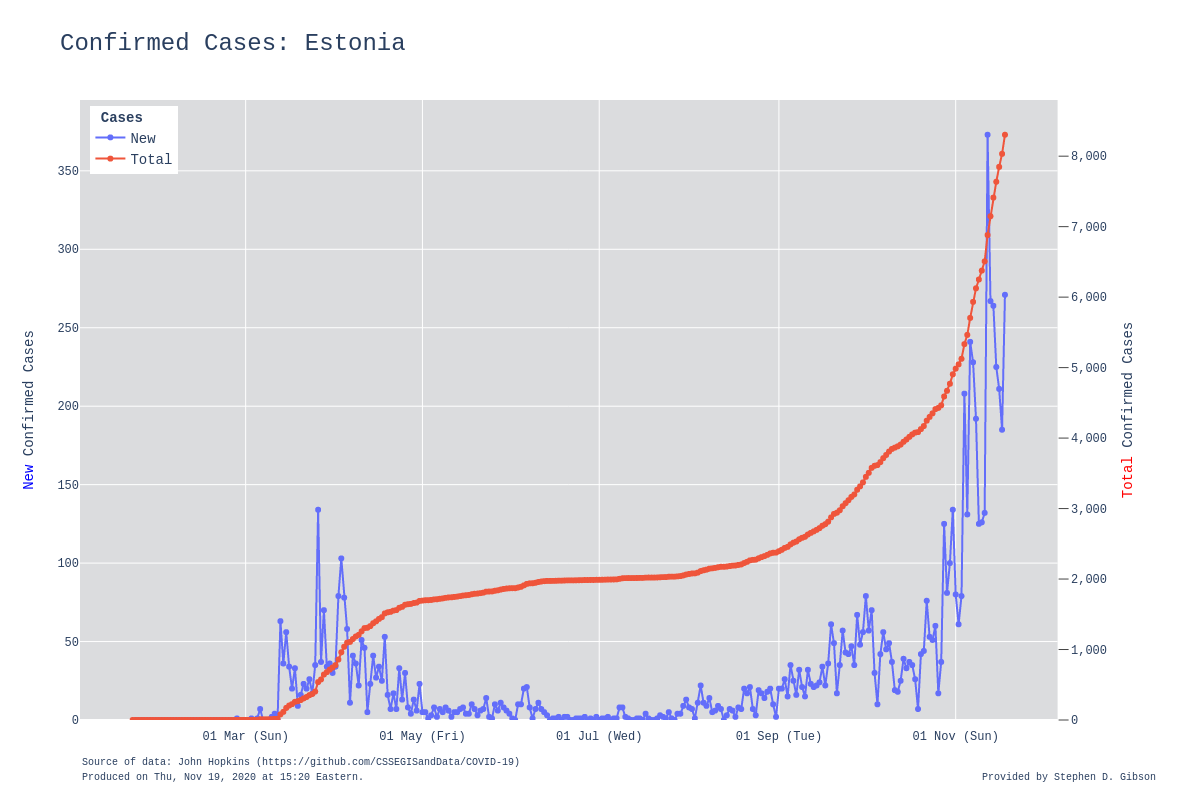 Confirmed Cases: Estonia
Cases
New
Total
350
300
250
200
150
100
50
0
New Confirmed Cases
8,000
7,000
6,000
5,000
4,000
3,000
2,000
1,000
0
Total Confirmed Cases
01 Mar (Sun)
01 May (Fri)
01 Jul (Wed)
01 Sep (Tue)
01 Nov (Sun)
Source of data: John Hopkins (https://github.com/CSSEGISandData/COVID-19)
Produced on Thu, Nov 19, 2020 at 15:20 Eastern.
Provided by Stephen D. Gibson